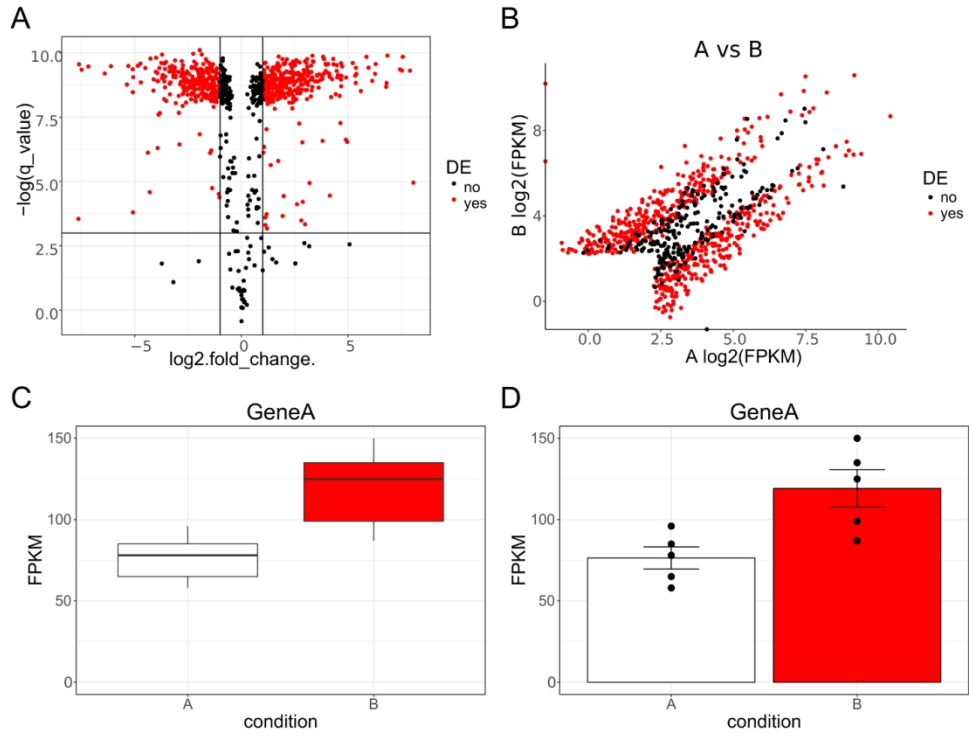 A
10.0
7.5
5.0
2.5
0.0
−log(q_value)
−5
0
5
log2.fold_change.
DE
no
yes
B
A vs B
8
4
0
B log2(FPKM)
0.0
2.5
5.0
7.5
10.0
A log2(FPKM)
DE
no
yes
C
GeneA
150
100
50
0
FPKM
A
B
condition
D
GeneA
150
100
50
0
FPKM
A
B
condition